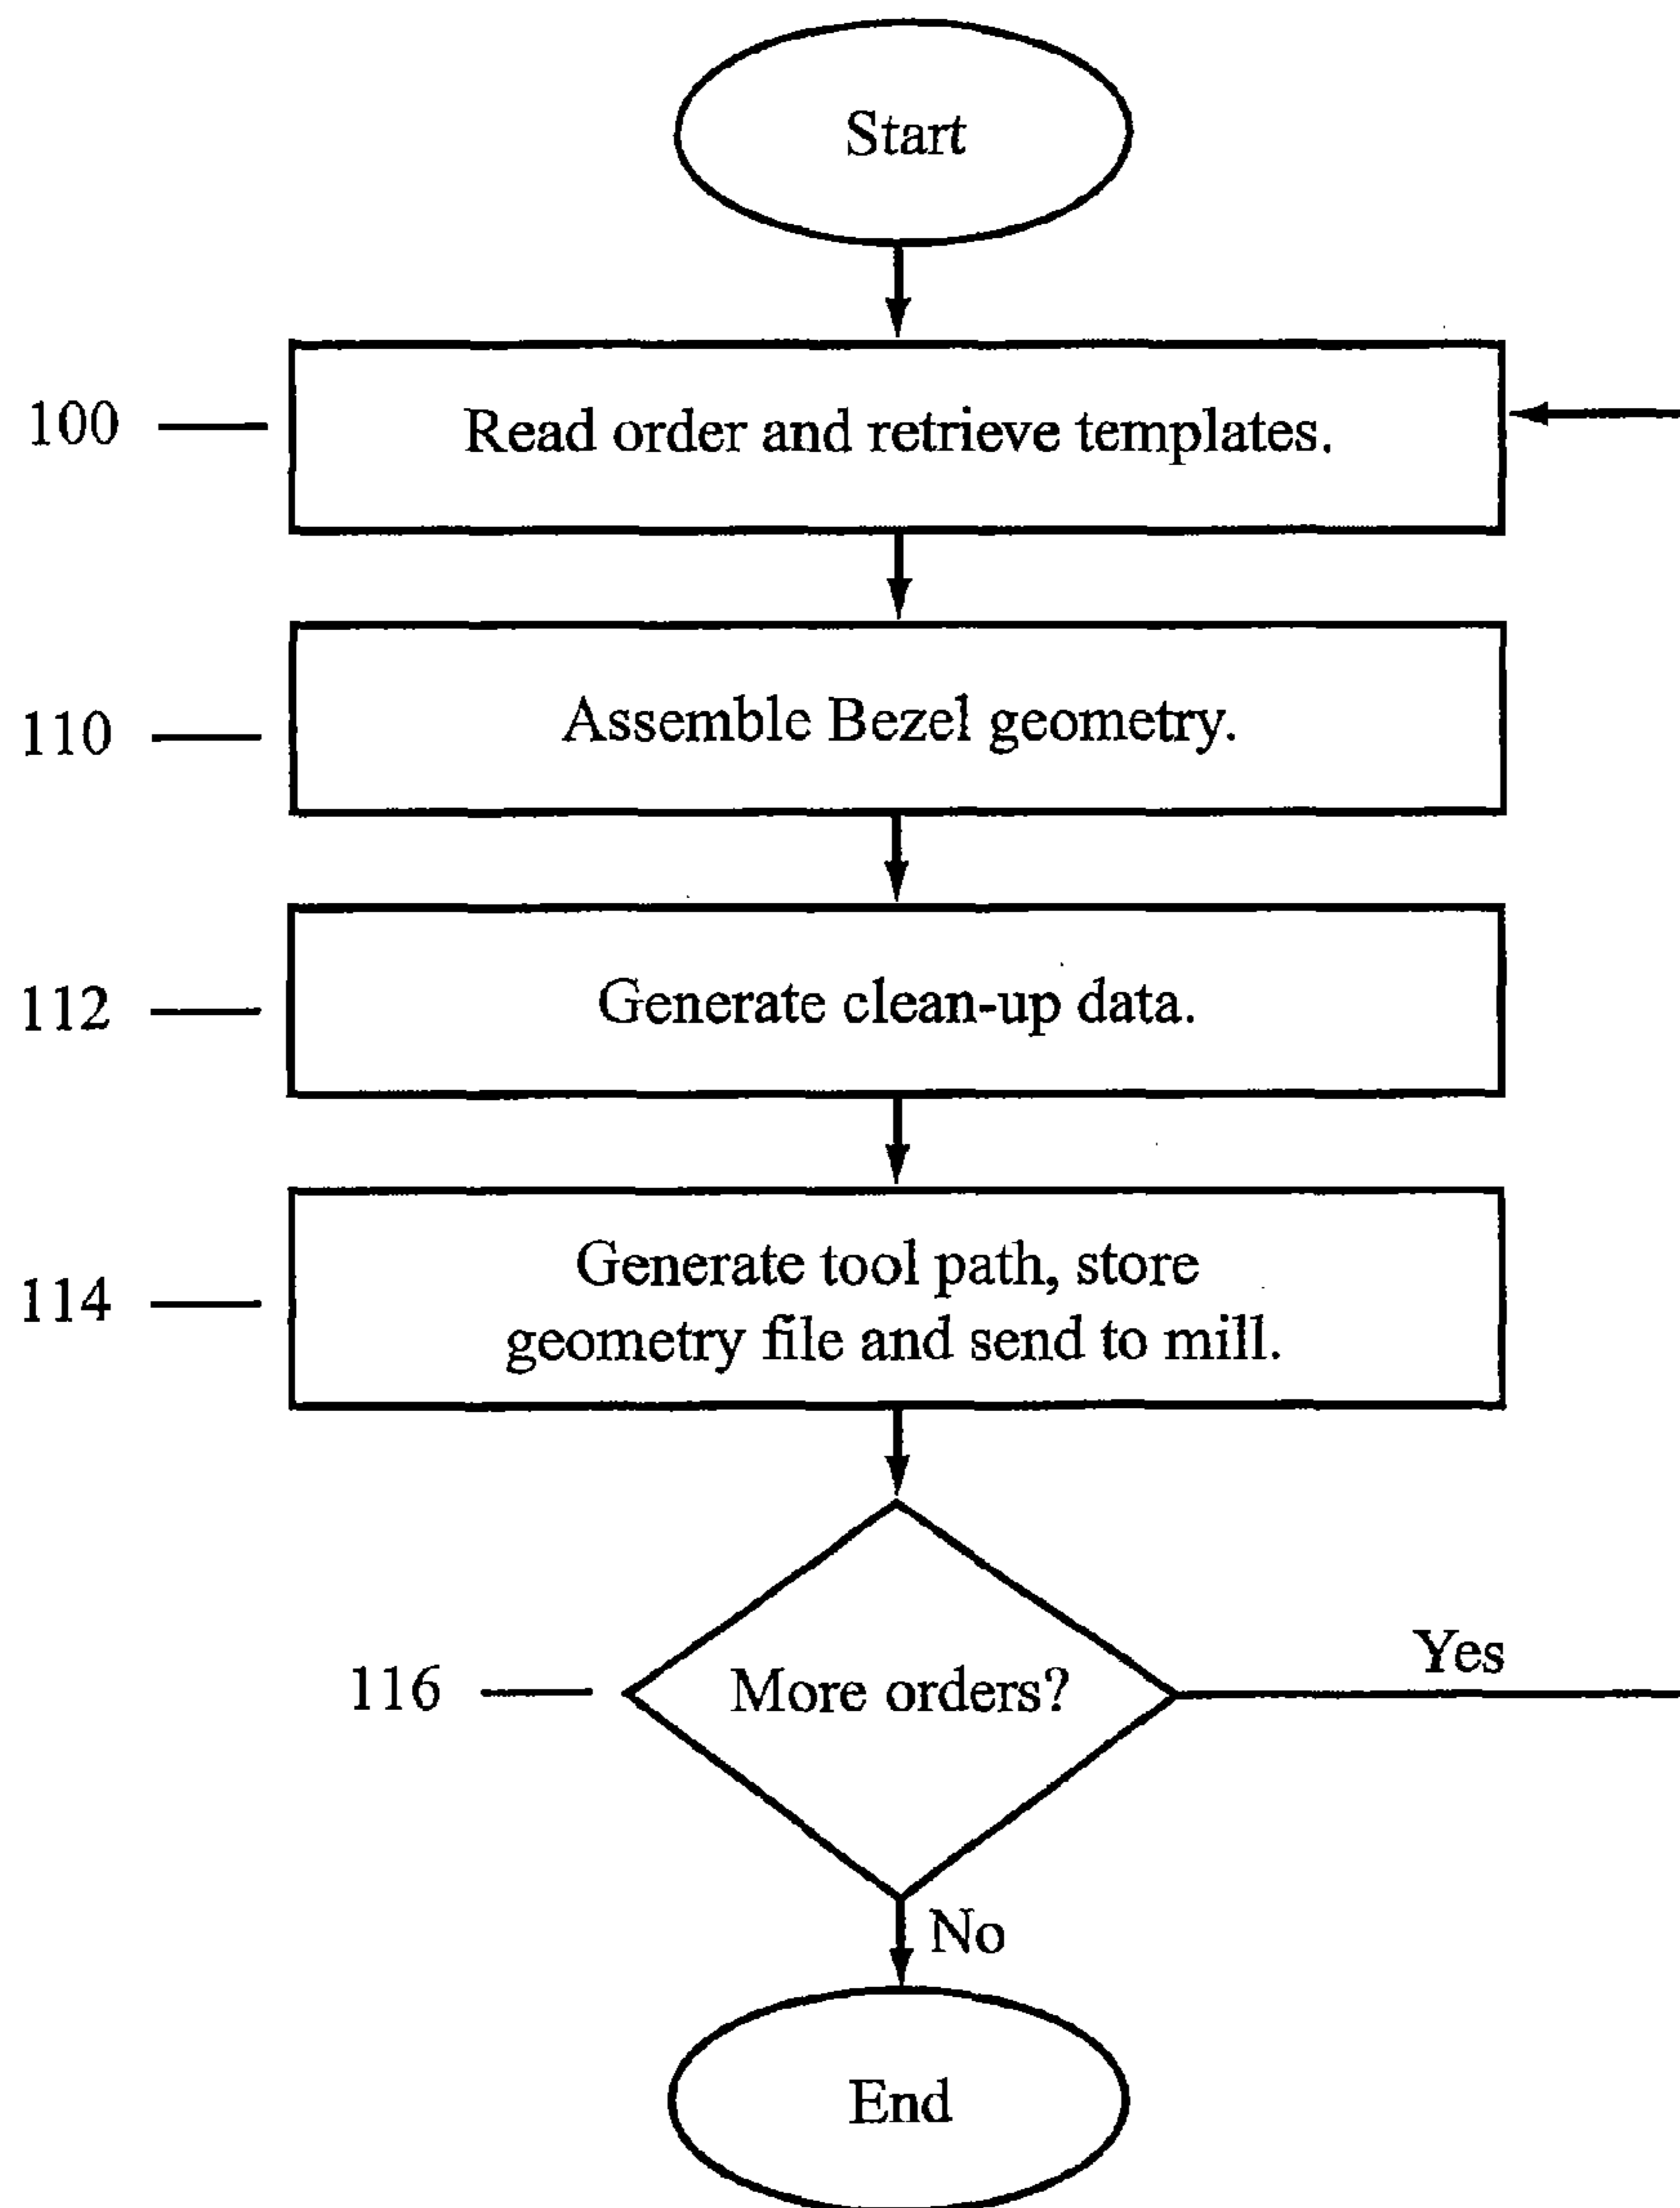 Start
100
Read order and retrieve templates.
110
Assemble Bezel geometry.
112
Generate clean-up data.
114
Generate tool path, store
geometry file and send to mill.
116
More orders?
Yes
No
End